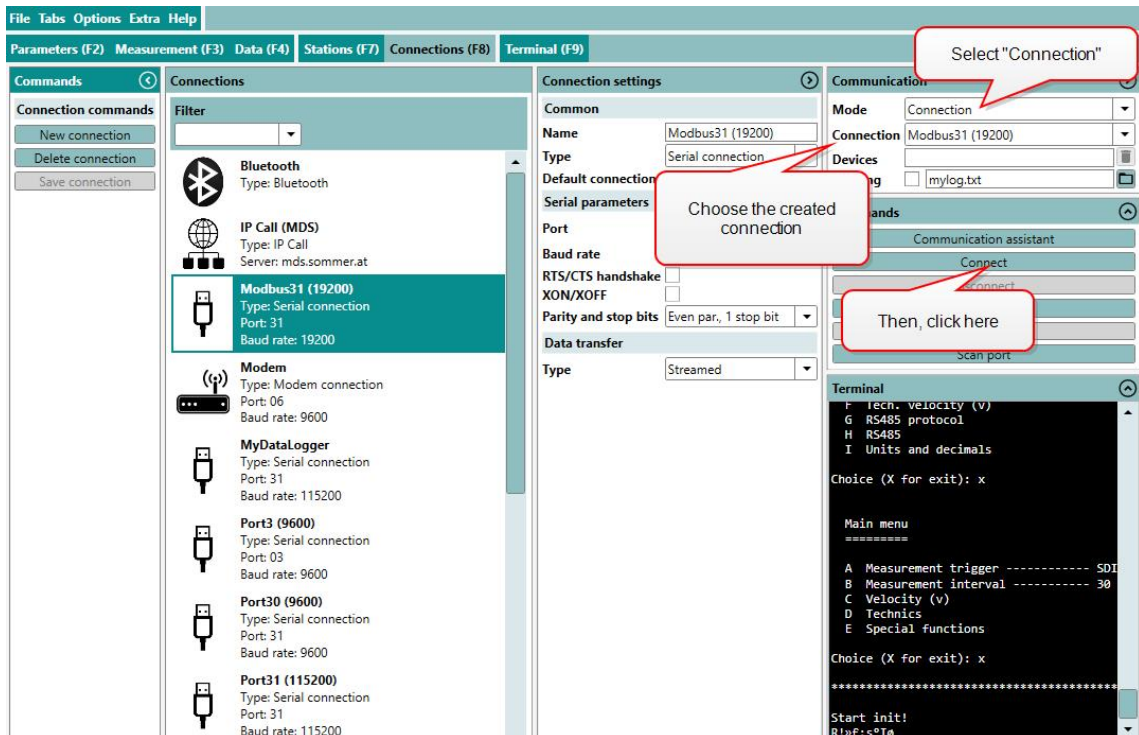 File Tabs Options Extra Help
Parameters (F2) Measurement (F3) Data (F4) Stations (F7) Connections (F8) Terminal (F9)
Select "Connection"
Commands
Connection commands
New connection
Delete connection
Save connection
Connections
Filter
Bluetooth
Type: Bluetooth
IP Call (MDS)
Type: IP Call
Server: mds.sommer.at
Modbus31 (19200)
Type: Serial connection
Port: 31
Baud rate: 19200
Modem
Type: Modem connection
Port: 06
Baud rate: 9600
MyDataLogger
Type: Serial connection
Port: 31
Baud rate: 115200
Port3 (9600)
Type: Serial connection
Port: 03
Baud rate: 9600
Port30 (9600)
Type: Serial connection
Port: 31
Baud rate: 9600
Port31 (115200)
Type: Serial connection
Port: 31
Baud rate: 115200
Connection settings
Common
Name Modbus31 (19200)
Type Serial connection
Default connection
Serial parameters
Port
Baud rate
RTS/CTS handshake
XON/XOFF
Parity and stop bits Even par., 1 stop bit
Data transfer
Type Streamed
Choose the created
connection
Communication
Mode Connection
Connection Modbus31 (19200)
Devices
mylog.txt
Communication assistant
Connect
Then, click here
Scan port
Terminal
F Tech. velocity (v)
G RS485 protocol
H RS485
I Units and decimals
Choice (X for exit): x
Main menu
=========
A Measurement trigger ------------ SDI
B Measurement interval ----------- 30
C Velocity (v)
D Technics
E Special functions
Choice (X for exit): x
*****************************************
Start init!